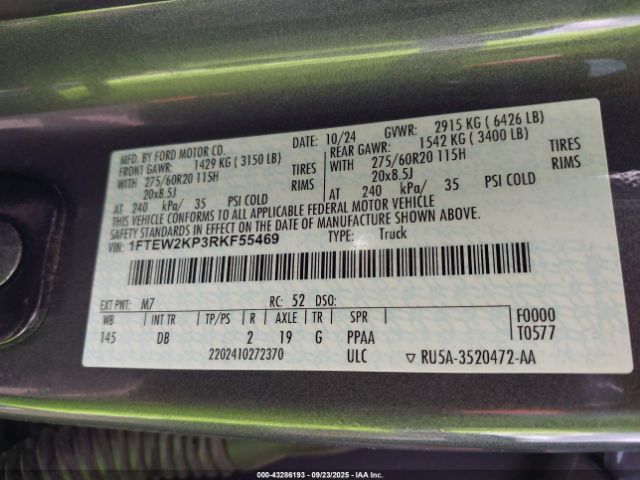 MFD. BY FORD MOTOR CO.
DATE: 10/24 GVWR: 2915 KG ( 6426 LB)
FRONT GAWR: 1429 KG ( 3150 LB)
REAR GAWR: 1542 KG ( 3400 LB)
WITH 275/60R20 115H
WITH 275/60R20 115H
20x8.5J RIMS
20x8.5J RIMS
AT 240 kPa/ 35 PSI COLD
AT 240 kPa/ 35 PSI COLD
THIS VEHICLE CONFORMS TO ALL APPLICABLE FEDERAL MOTOR VEHICLE
SAFETY STANDARDS IN EFFECT ON THE DATE OF MANUFACTURE SHOWN ABOVE.
VIN: 1FTEW2KP3RKF55469 TYPE: Truck
EXT PNT: M7 RC: 52 DSO:
WB INT TR TP/PS R AXLE TR SPR F0000
145 DB 2 19 G PPAA T0577
2202410272370 ULC ▽ RU5A-3520472-AA
000-43286193 - 09/23/2025 - IAA Inc.